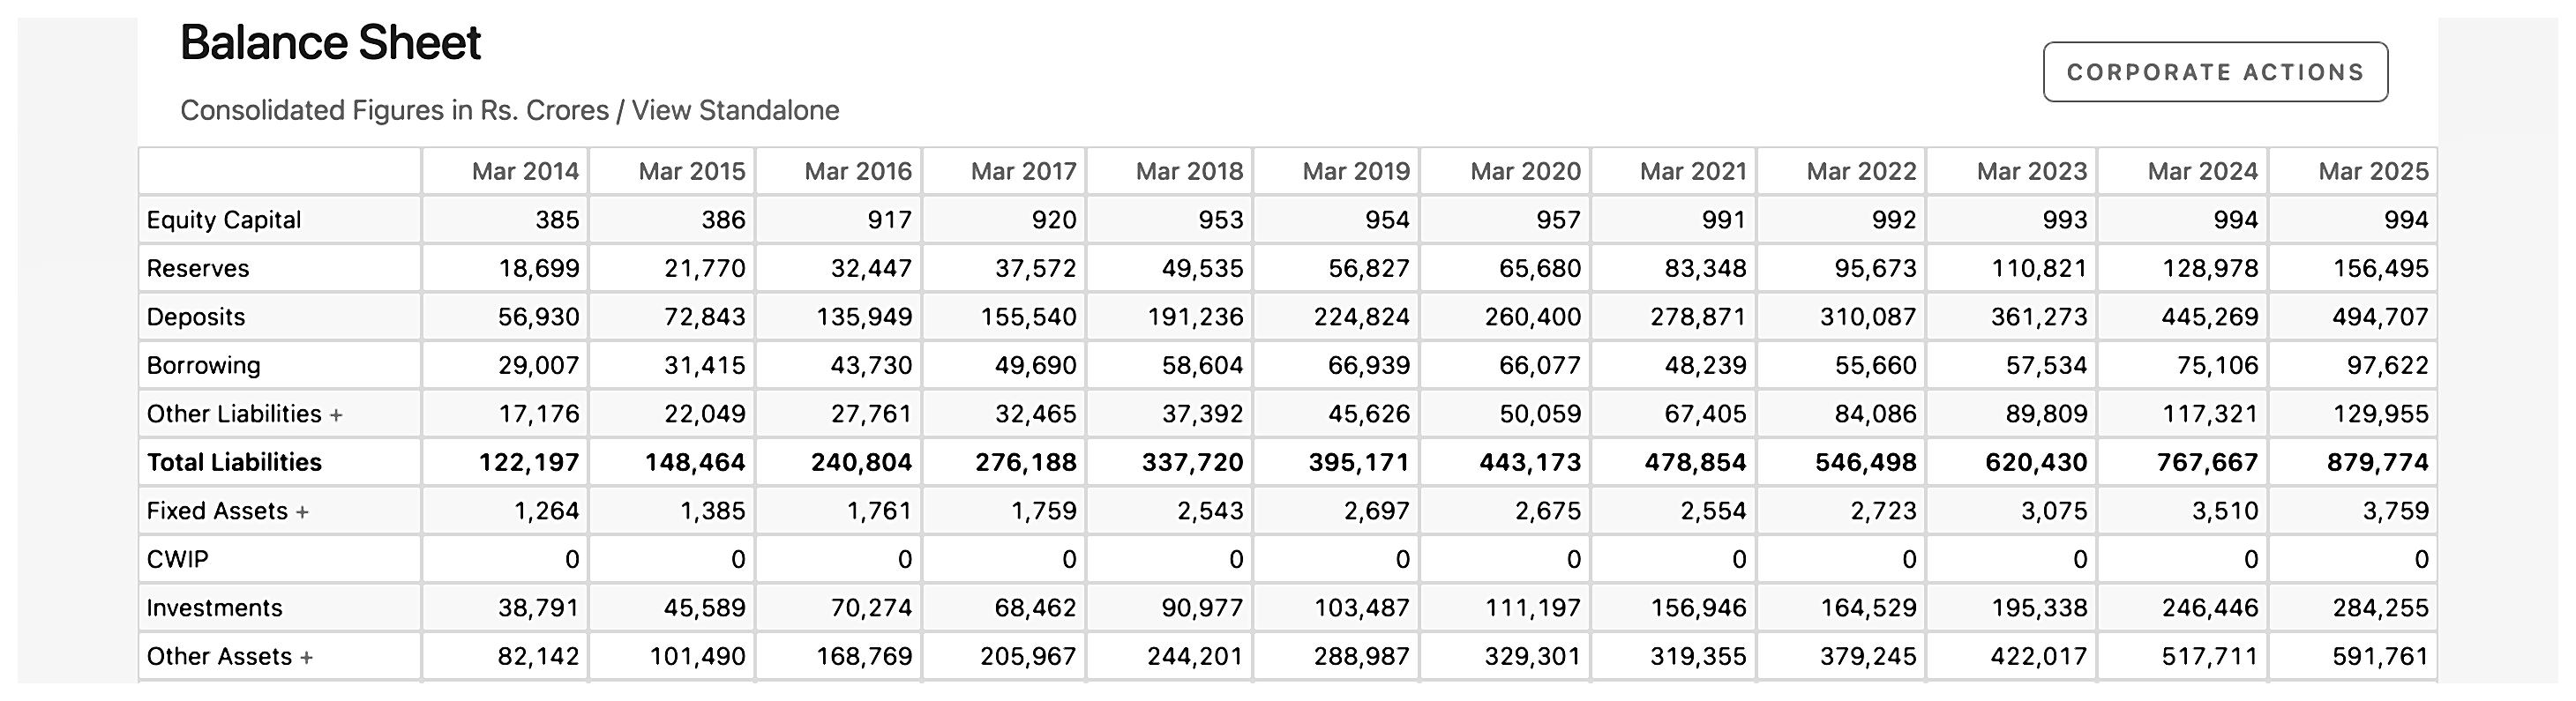 Balance Sheet
CORPORATE ACTIONS
Consolidated Figures in Rs. Crores / View Standalone
Mar 2014 Mar 2015 Mar 2016 Mar 2017 Mar 2018 Mar 2019 Mar 2020 Mar 2021 Mar 2022 Mar 2023 Mar 2024 Mar 2025
Equity Capital 385 386 917 920 953 954 957 991 992 993 994 994
Reserves 18,699 21,770 32,447 37,572 49,535 56,827 65,680 83,348 95,673 110,821 128,978 156,495
Deposits 56,930 72,843 135,949 155,540 191,236 224,824 260,400 278,871 310,087 361,273 445,269 494,707
Borrowing 29,007 31,415 43,730 49,690 58,604 66,939 66,077 48,239 55,660 57,534 75,106 97,622
Other Liabilities + 17,176 22,049 27,761 32,465 37,392 45,626 50,059 67,405 84,086 89,809 117,321 129,955
Total Liabilities 122,197 148,464 240,804 276,188 337,720 395,171 443,173 478,854 546,498 620,430 767,667 879,774
Fixed Assets + 1,264 1,385 1,761 1,759 2,543 2,697 2,675 2,554 2,723 3,075 3,510 3,759
CWIP 0 0 0 0 0 0 0 0 0 0 0 0
Investments 38,791 45,589 70,274 68,462 90,977 103,487 111,197 156,946 164,529 195,338 246,446 284,255
Other Assets + 82,142 101,490 168,769 205,967 244,201 288,987 329,301 319,355 379,245 422,017 517,711 591,761